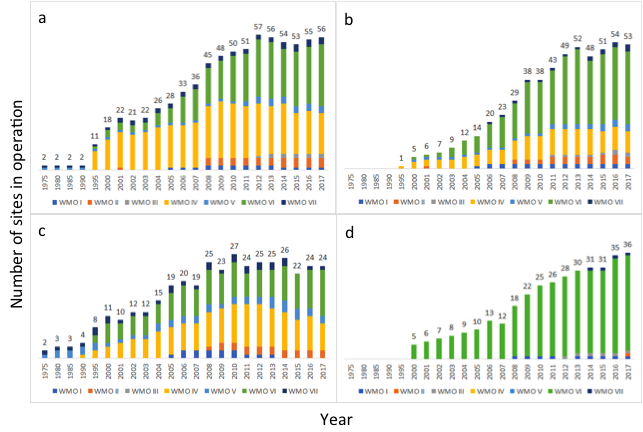 Number of sites in operation
a
2 2 2 2 11 18 22 21 22 26 28 33 36 45 48 50 51 57 56 54 53 55 56
1975 1980 1985 1990 1995 2000 2001 2002 2003 2004 2005 2006 2007 2008 2009 2010 2011 2012 2013 2014 2015 2016 2017
WMO I WMO II WMO III WMO IV WMO V WMO VI WMO VII
b
1 5 6 7 9 12 14 20 23 29 38 38 43 49 52 48 51 54 53
1975 1980 1985 1990 1995 2000 2001 2002 2003 2004 2005 2006 2007 2008 2009 2010 2011 2012 2013 2014 2015 2016 2017
WMO I WMO II WMO III WMO IV WMO V WMO VI WMO VII
c
2 3 3 4 8 11 10 12 12 15 19 20 19 25 23 27 24 25 25 26 22 24 24
1975 1980 1985 1990 1995 2000 2001 2002 2003 2004 2005 2006 2007 2008 2009 2010 2011 2012 2013 2014 2015 2016 2017
WMO I WMO II WMO III WMO IV WMO V WMO VI WMO VII
d
5 6 7 8 9 10 13 12 18 22 25 26 28 30 31 31 35 36
1975 1980 1985 1990 1995 2000 2001 2002 2003 2004 2005 2006 2007 2008 2009 2010 2011 2012 2013 2014 2015 2016 2017
WMO I WMO II WMO III WMO IV WMO V WMO VI WMO VII
Year